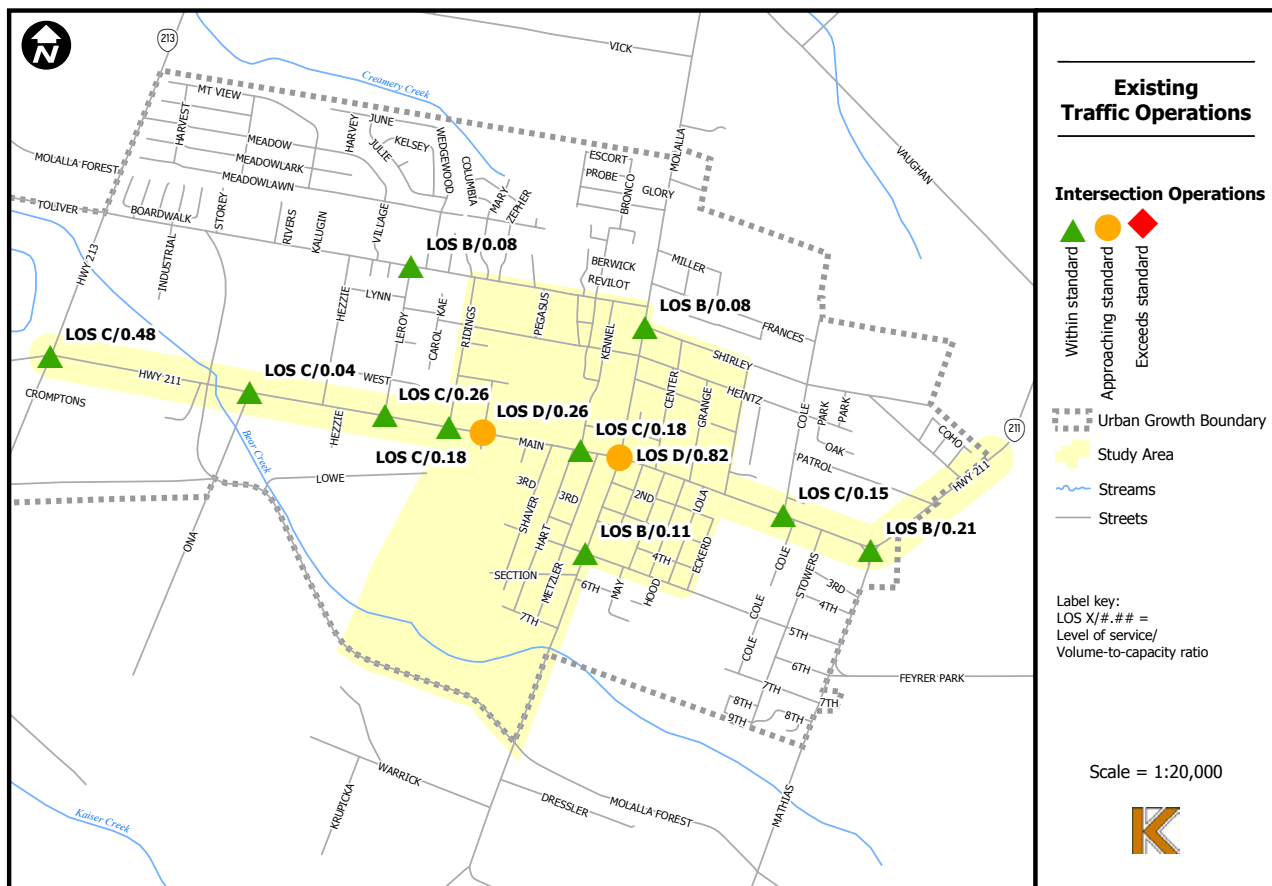 N
213
VICK
Creamery Creek
MT VIEW
HARVEST
HARVEY
JUNE
KELSEY
JULIE
WEDGEWOOD
COLUMBIA
MARY
ZEPHER
MEADOW
MEADOWLARK
MEADOWLAWN
MOLALLA FOREST
TOLIVER
BOARDWALK
STOREY
INDUSTRIAL
RIVERS
KALUGIN
VILLAGE
ESCORT
PROBE
GLORY
BRONCO
MOLALLA
VAUGHAN
HWY 213
LOS B/0.08
BERWICK
REVILOT
MILLER
LYNN
HEZZIE
LEROY
CAROL
KAE
RIDINGS
PEGASUS
KENNEL
LOS B/0.08
FRANCES
SHIRLEY
HEINTZ
CENTER
GRANGE
COLE
PARK
PARK
OAK
PATROL
COHO
211
HWY 211
LOS C/0.48
HWY 211
CROMPTONS
LOS C/0.04
WEST
LOS C/0.26
HEZZIE
LOS C/0.18
LOS D/0.26
MAIN
LOS C/0.18
LOS D/0.82
Bear Creek
LOWE
3RD
3RD
2ND
LOLA
SHAVER
HART
METZLER
LOS B/0.11
LOS C/0.15
LOS B/0.21
ONA
SECTION
6TH
7TH
MAY
HOOD
4TH
ECKERD
COLE
COLE
COLE
STOWERS
3RD
4TH
5TH
6TH
7TH
7TH
8TH
8TH
9TH
FEYRER PARK
WARRICK
KRUPICKA
DRESSLER
MOLALLA FOREST
MATHIAS
Kaiser Creek
Existing
Traffic Operations
Intersection Operations
Within standard
Approaching standard
Exceeds standard
Urban Growth Boundary
Study Area
Streams
Streets
Label key:
LOS X/#.## =
Level of service/
Volume-to-capacity ratio
Scale = 1:20,000
K